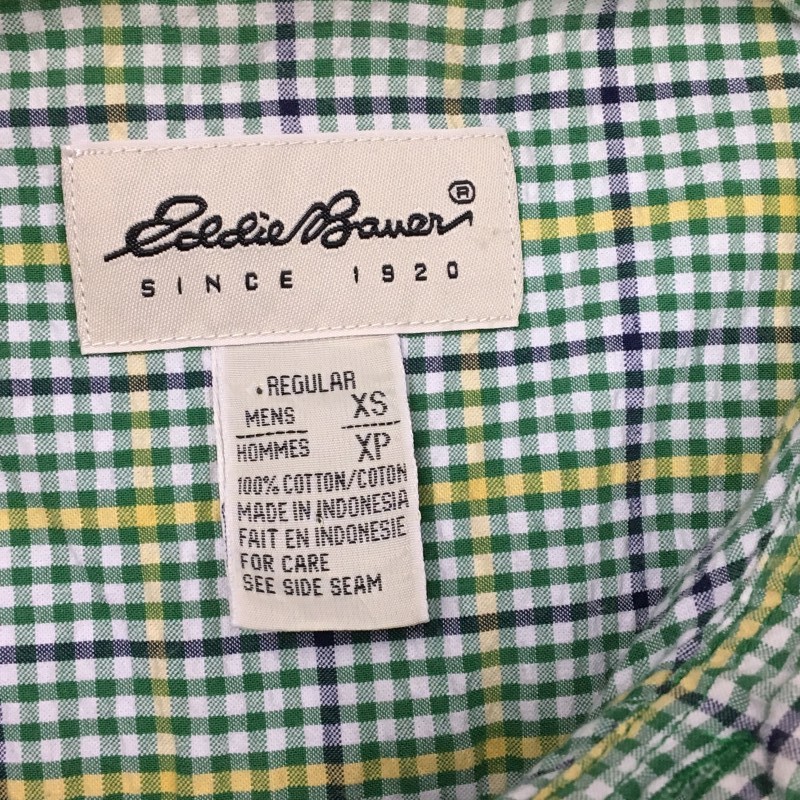 Eddie Bauer ®
SINCE 1920
.REGULAR
MENS XS
HOMMES XP
100% COTTON/COTON
MADE IN INDONESIA
FAIT EN INDONESIE
FOR CARE
SEE SIDE SEAM